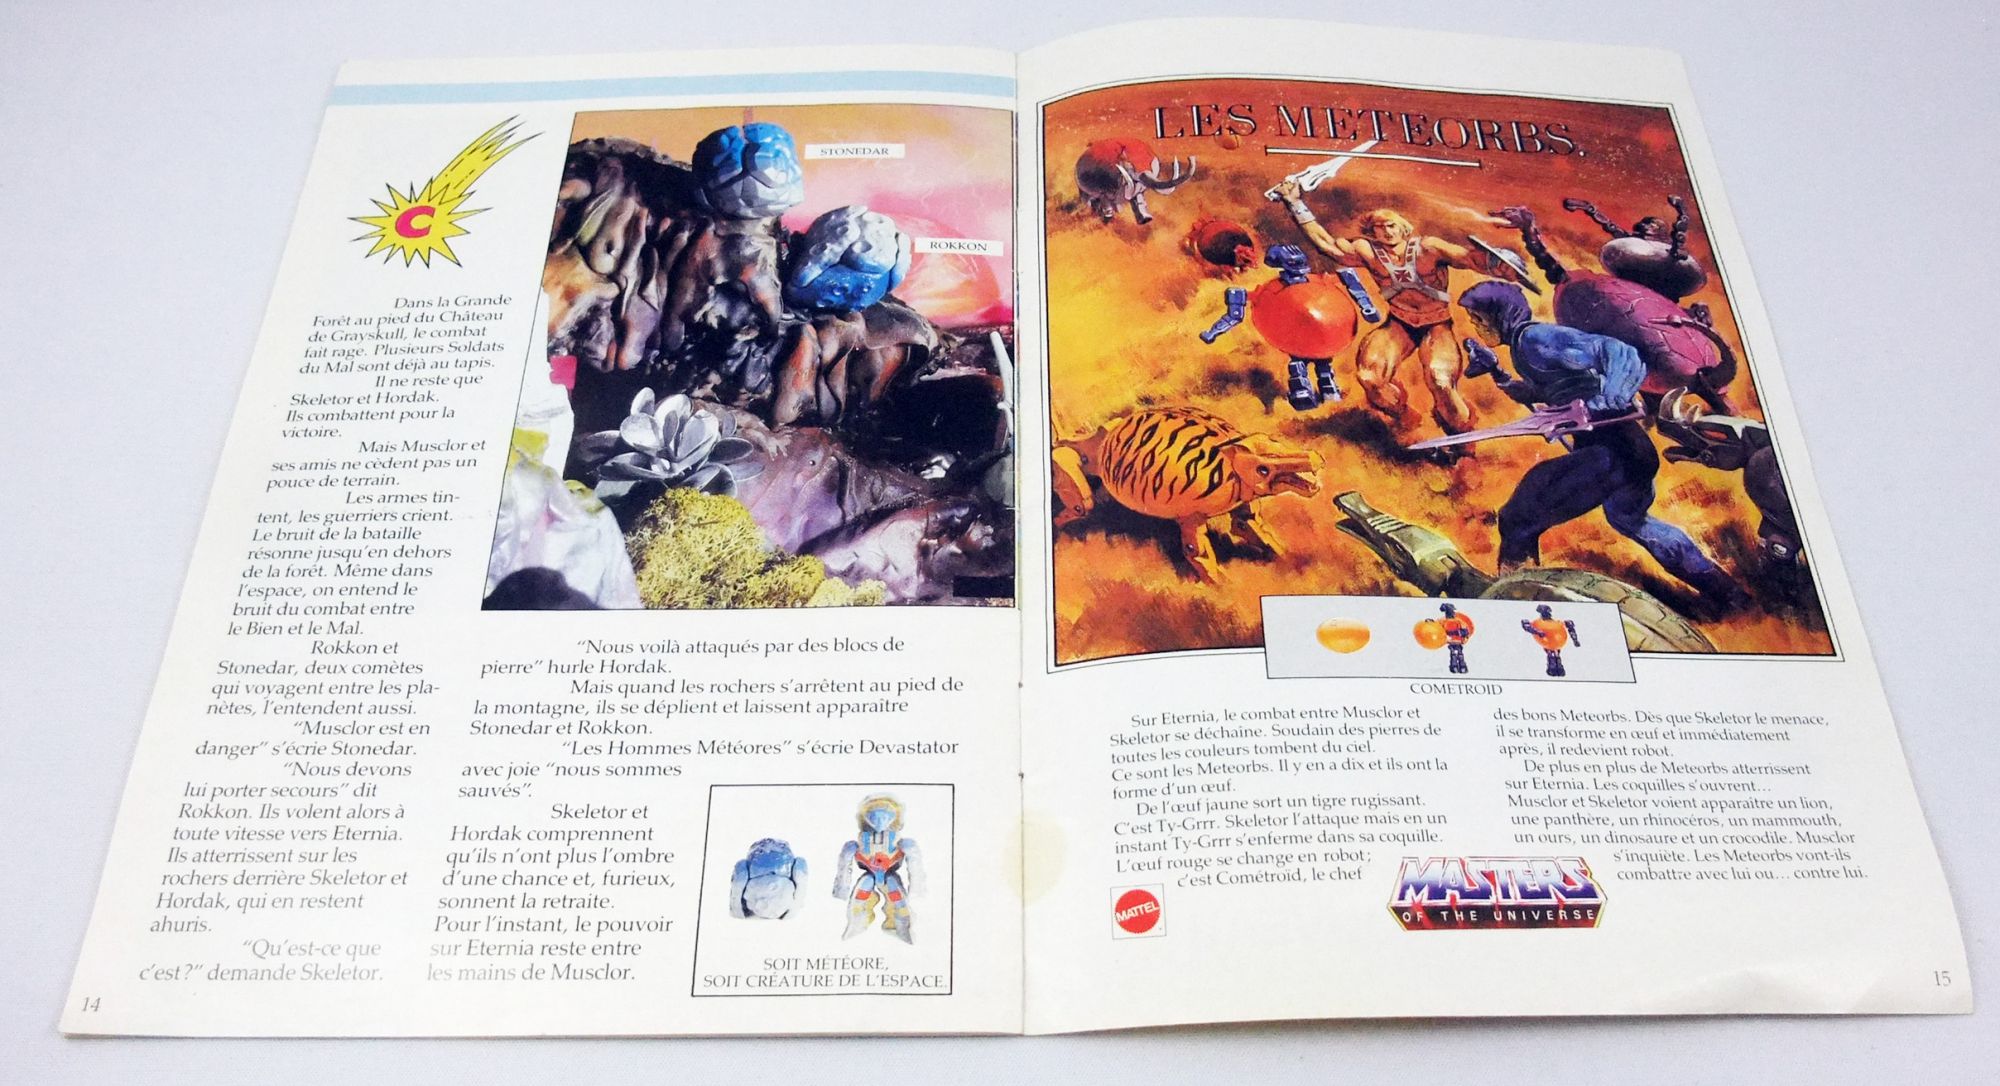 C
Dans la Grande
Forêt au pied du Château
de Grayskull, le combat
fait rage. Plusieurs Soldats
du Mal sont déjà au tapis.
Il ne reste que
Skeletor et Hordak.
Ils combattent pour la
victoire.
Mais Musclor et
ses amis ne cèdent pas un
pouce de terrain.
Les armes tin-
tent, les guerriers crient.
Le bruit de la bataille
résonne jusqu'en dehors
de la forêt. Même dans
l'espace, on entend le
bruit du combat entre
le Bien et le Mal.
Rokkon et
Stonedar, deux comètes
qui voyagent entre les pla-
nètes, l'entendent aussi.
“Musclor est en
danger” s'écrie Stonedar.
“Nous devons
lui porter secours” dit
Rokkon. Ils volent alors à
toute vitesse vers Eternia.
Ils atterrissent sur les
rochers derrière Skeletor et
Hordak, qui en restent
ahuris.
“Qu'est-ce que
c'est?” demande Skeletor.
14
STONEDAR
ROKKON
“Nous voilà attaqués par des blocs de
pierre” hurle Hordak.
Mais quand les rochers s'arrêtent au pied de
la montagne, ils se déplient et laissent apparaître
Stonedar et Rokkon.
“Les Hommes Météores” s'écrie Devastator
avec joie “nous sommes
sauvés”.
Skeletor et
Hordak comprennent
qu'ils n'ont plus l'ombre
d'une chance et, furieux,
sonnent la retraite.
Pour l'instant, le pouvoir
sur Eternia reste entre
les mains de Musclor.
SOIT MÉTÉORE,
SOIT CRÉATURE DE L'ESPACE.
LES METEORBS.
COMETROID
Sur Eternia, le combat entre Musclor et
Skeletor se déchaîne. Soudain des pierres de
toutes les couleurs tombent du ciel.
Ce sont les Meteorbs. Il y en a dix et ils ont la
forme d'un œuf.
De l'œuf jaune sort un tigre rugissant.
C'est Ty-Grrr. Skeletor l'attaque mais en un
instant Ty-Grrr s'enferme dans sa coquille.
L'œuf rouge se change en robot;
c'est Cométroïd, le chef
des bons Meteorbs. Dès que Skeletor le menace,
il se transforme en œuf et immédiatement
après, il redevient robot.
De plus en plus de Meteorbs atterrissent
sur Eternia. Les coquilles s'ouvrent...
Musclor et Skeletor voient apparaître un lion,
une panthère, un rhinocéros, un mammouth,
un ours, un dinosaure et un crocodile. Musclor
s'inquiète. Les Meteorbs vont-ils
combattre avec lui ou... contre lui.
MATTEL
MASTERS
OF THE UNIVERSE
15